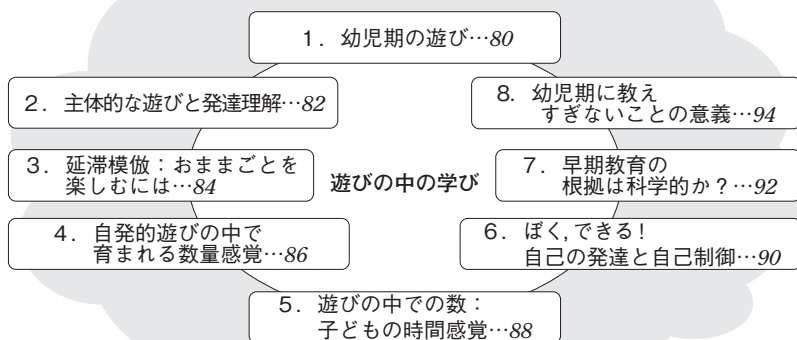 1. 幼児期の遊び…80
2. 主体的な遊びと発達理解…82
3. 延滞模倣：おままごとを
楽しむには…84
4. 自発的遊びの中で
育まれる数量感覚…86
5. 遊びの中での数：
子どもの時間感覚…88
6. ぼく,できる！
自己の発達と自己制御…90
7. 早期教育の
根拠は科学的か？…92
8. 幼児期に教え
すぎないことの意義…94
遊びの中の学び